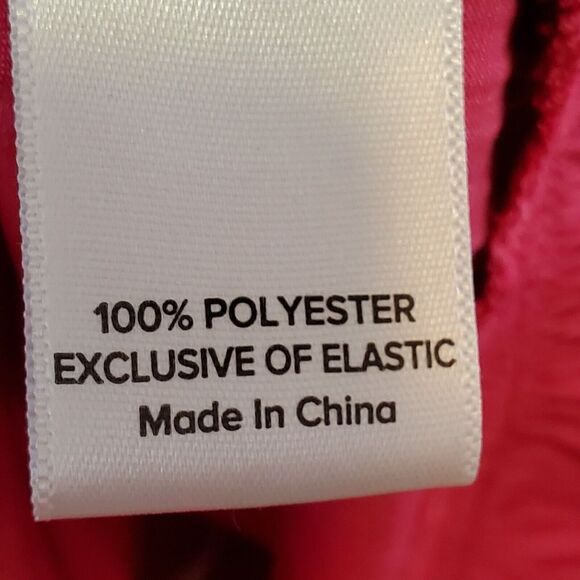 100% POLYESTER
EXCLUSIVE OF ELASTIC
Made In China